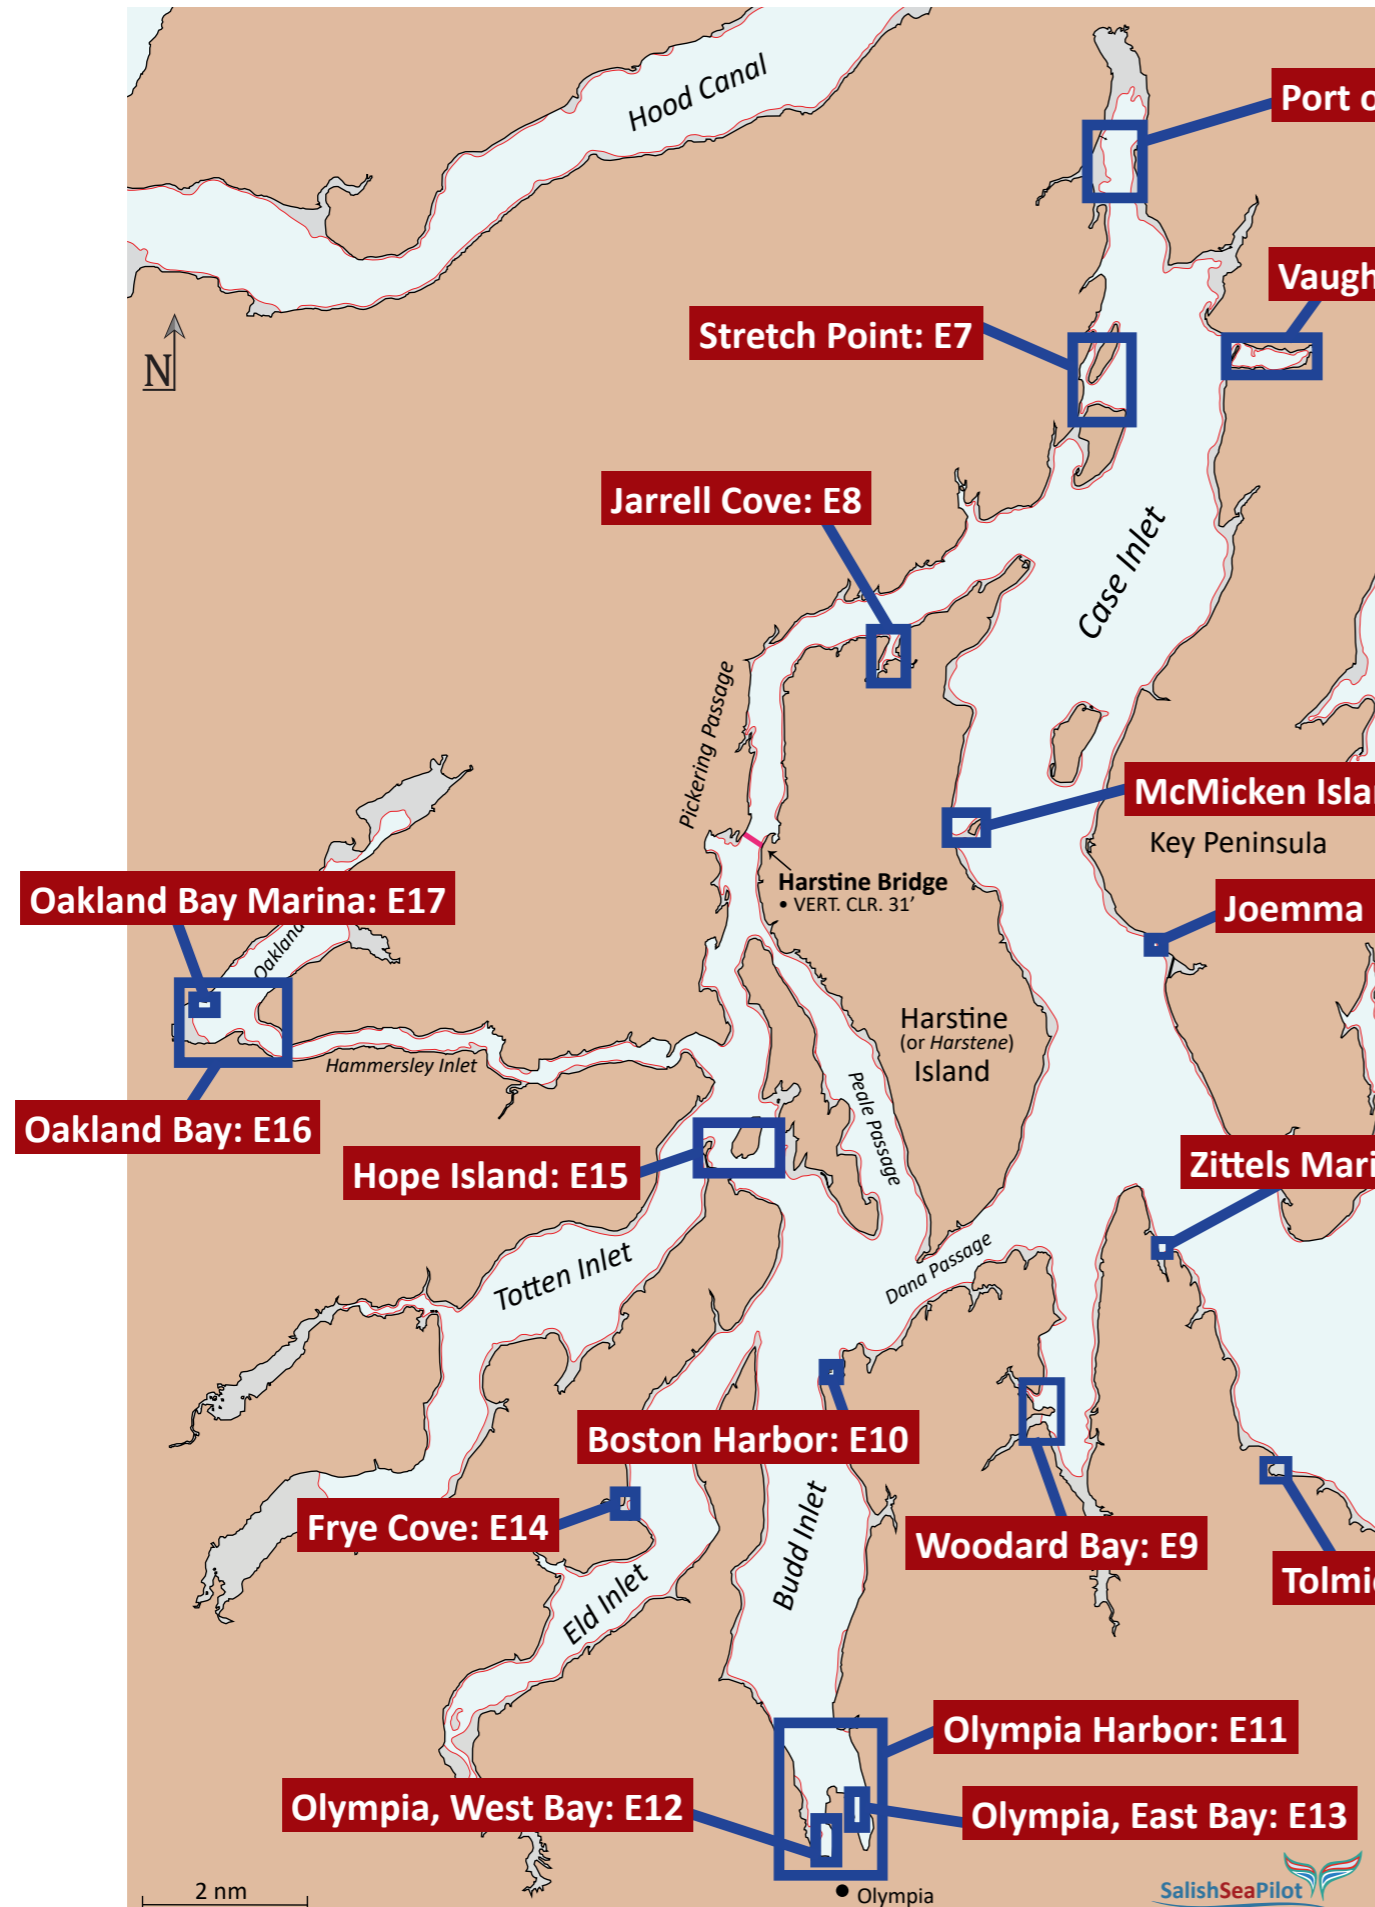 Hood Canal
Port o
Vaugh
N
Stretch Point: E7
Jarrell Cove: E8
Case Inlet
Pickering Passage
McMicken Islan
Key Peninsula
Harstine Bridge
• VERT. CLR. 31’
Oakland Bay Marina: E17
Joemma
Oakland
Harstine
(or Harstene)
Island
Hammersley Inlet
Peale Passage
Oakland Bay: E16
Hope Island: E15
Zittels Mari
Dana Passage
Totten Inlet
Boston Harbor: E10
Frye Cove: E14
Budd Inlet
Woodard Bay: E9
Eld Inlet
Tolmi
Olympia Harbor: E11
Olympia, West Bay: E12
Olympia, East Bay: E13
2 nm
Olympia
SalishSeaPilot